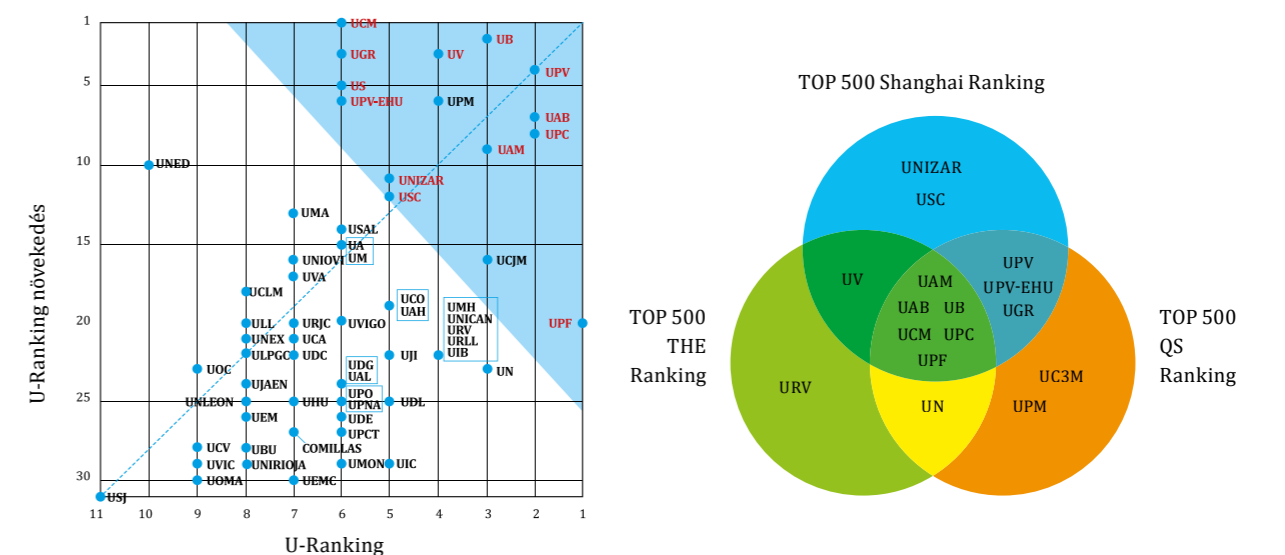 U-Ranking növekedés
1
5
10
15
20
25
30
UCM
UB
UGR
UV
UPV
US
UPV-EHU
UPM
UAB
UPC
UAM
UNED
UNIZAR
USC
UMA
USAL
UA
UM
UNIOVI
UCJM
UVA
UCLM
UCO
UAH
UMH
UNICAN
URV
URLL
UIB
ULL
URJC
UVIGO
UPF
UNEX
UCA
ULPGC
UDC
UJI
UOC
UDG
UAL
UN
UJAEN
UPO
UPNA
UNLEON
UHU
UDL
UEM
UDE
UPCT
UCV
UBU
COMILLAS
UVIC
UNIRIOJA
UMON
UIC
UOMA
UEMC
USJ
11 10 9 8 7 6 5 4 3 2 1
U-Ranking
TOP 500 Shanghai Ranking
UNIZAR
USC
UV
UAM
UAB UB
UCM UPC
UPF
UPV
UPV-EHU
UGR
TOP 500
THE
Ranking
TOP 500
QS
Ranking
URV
UN
UC3M
UPM